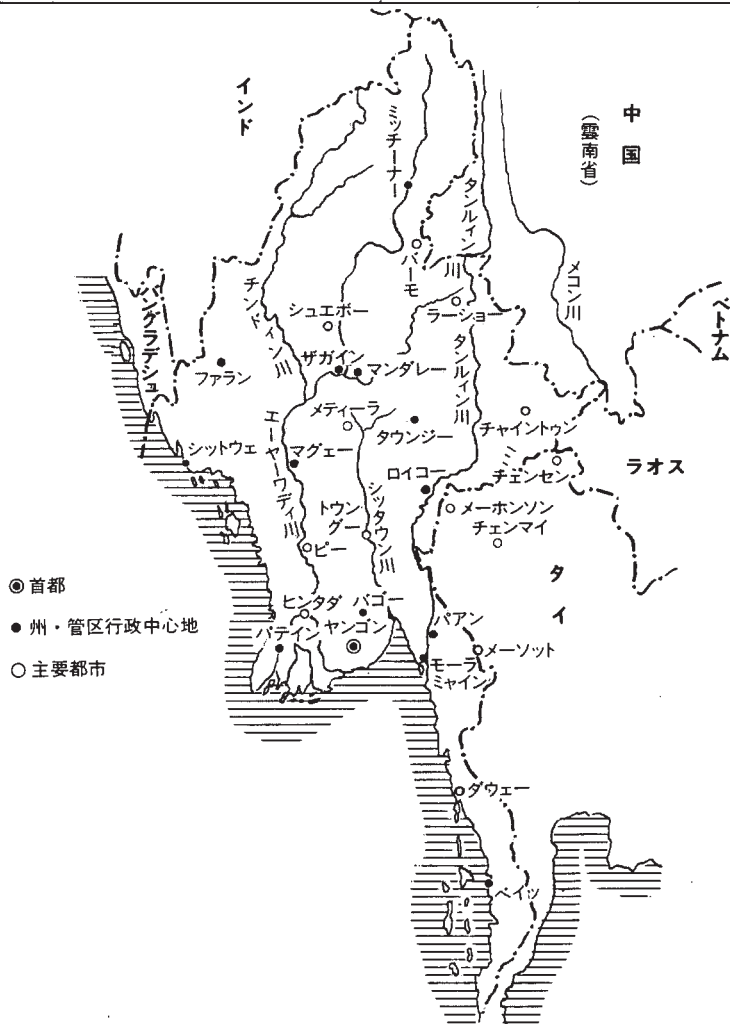 インド
中国
（雲南省）
ミッチーナー
タンルィン川
バーモ
メコン川
ベトナム
バングラデシュ
チンドィン川
シュエボー
ラーショー
ザガイン
マンダレー
タンルィン川
ファラン
メティーラ
タウンジー
チャイントゥン
エーヤーワディ川
シットウェ
マグェー
ロイコー
チェンセン
ラオス
トウン
グー
シッタウン川
メーホンソン
チェンマイ
ピー
タイ
◉首都
●州・管区行政中心地
○主要都市
ヒンタダ
バゴー
パテイン
ヤンゴン
パアン
メーソット
モーラ
ミャイン
ダウェー
ベイッ